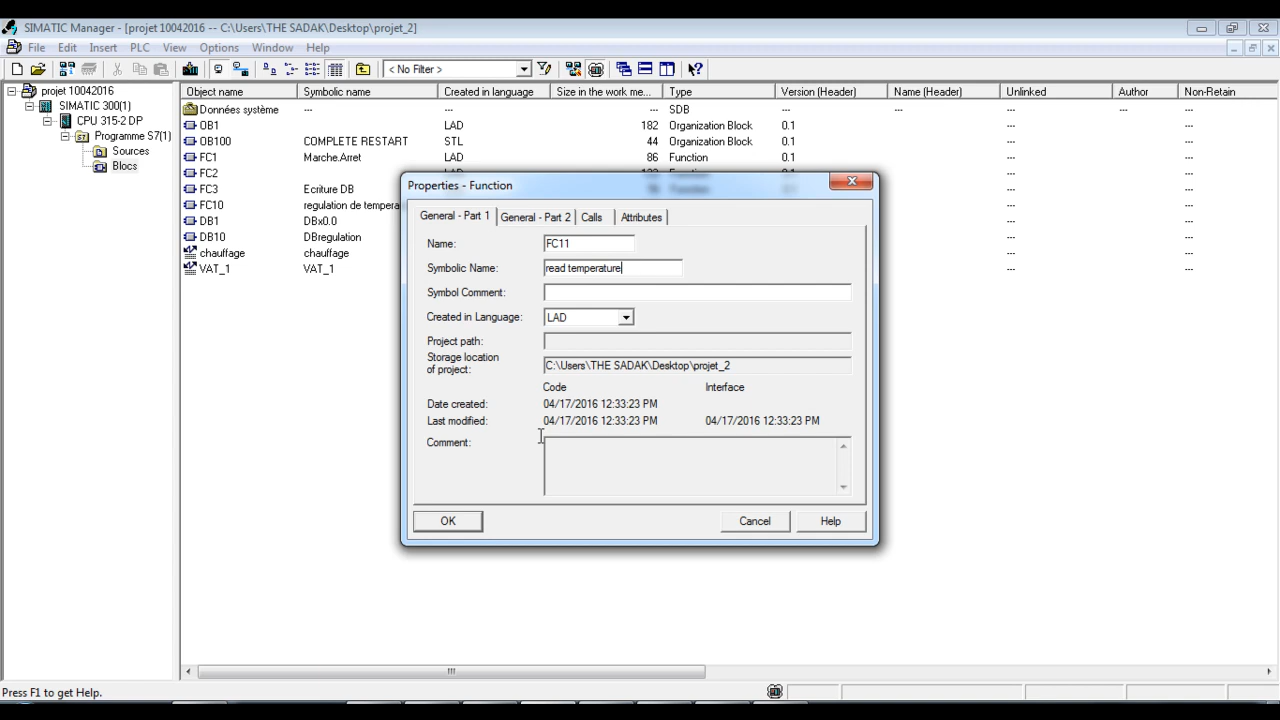 SIMATIC Manager - [projet 10042016 -- C:\Users\THE SADAK\Desktop\projet_2]
File Edit Insert PLC View Options Window Help
< No Filter >
projet 10042016
SIMATIC 300(1)
CPU 315-2 DP
Programme S7(1)
Sources
Blocs
Object name Symbolic name Created in language Size in the work me... Type Version (Header) Name (Header) Unlinked Author Non-Retain
Données système --- --- --- SDB --- --- --- ---
OB1 LAD 182 Organization Block 0.1 --- ---
OB100 COMPLETE RESTART STL 44 Organization Block 0.1 --- ---
FC1 Marche.Arret LAD 86 Function 0.1 --- ---
FC2 --- ---
FC3 Ecriture DB --- ---
FC10 regulation de tempera --- ---
DB1 DBx0.0 --- ---
DB10 DBregulation --- ---
chauffage chauffage --- ---
VAT_1 VAT_1 --- ---
Properties - Function
General - Part 1 General - Part 2 Calls Attributes
Name: FC11
Symbolic Name: read temperature
Symbol Comment:
Created in Language: LAD
Project path:
Storage location
of project: C:\Users\THE SADAK\Desktop\projet_2
Code Interface
Date created: 04/17/2016 12:33:23 PM
Last modified: 04/17/2016 12:33:23 PM 04/17/2016 12:33:23 PM
Comment:
OK Cancel Help
Press F1 to get Help.